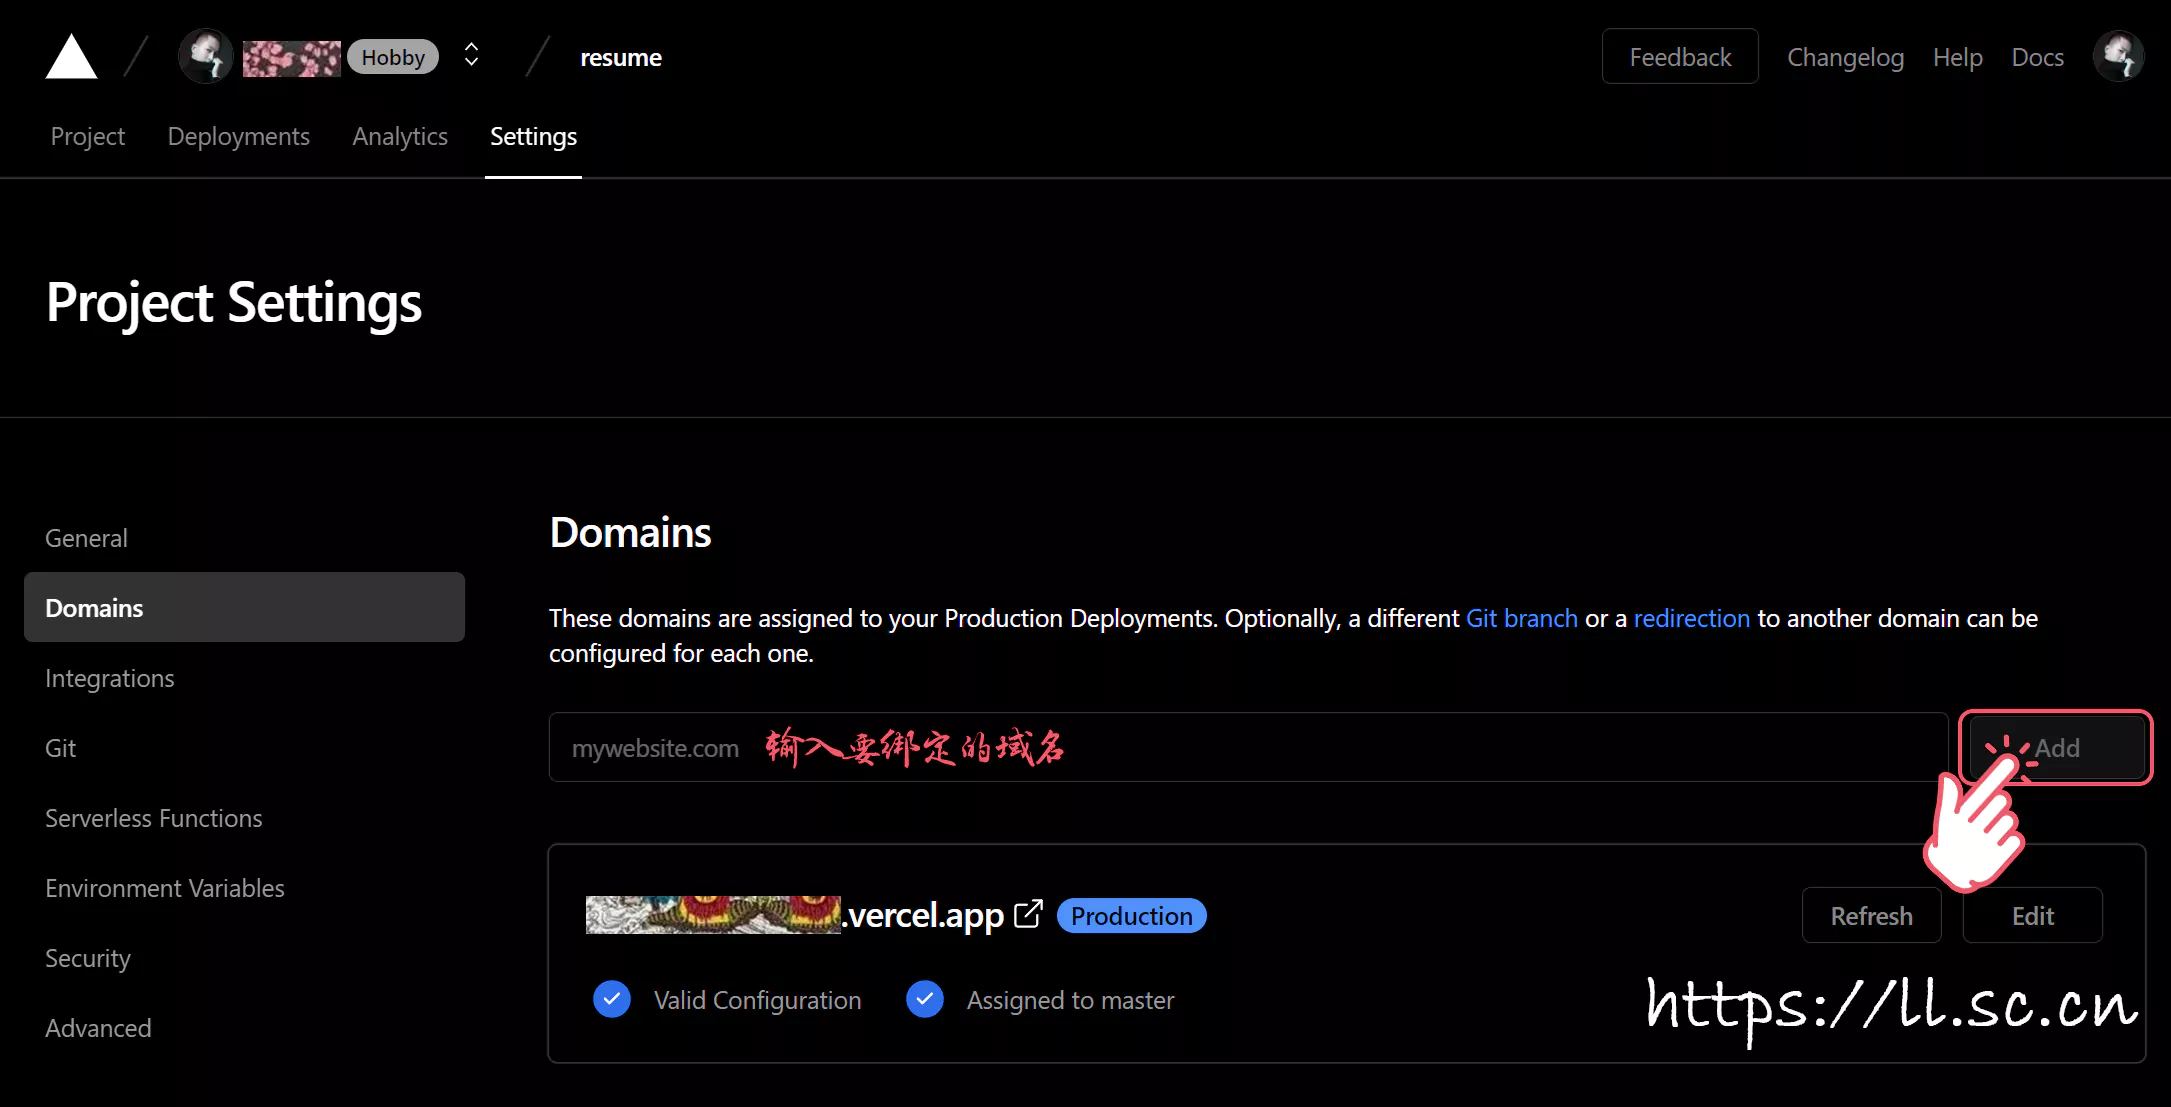 Hobby
resume
Feedback
Changelog
Help
Docs
Project
Deployments
Analytics
Settings
Project Settings
General
Domains
Integrations
Git
Serverless Functions
Environment Variables
Security
Advanced
Domains
These domains are assigned to your Production Deployments. Optionally, a different Git branch or a redirection to another domain can be
configured for each one.
mywebsite.com 输入要绑定的域名
Add
.vercel.app Production
Refresh
Edit
Valid Configuration
Assigned to master
https://ll.sc.cn